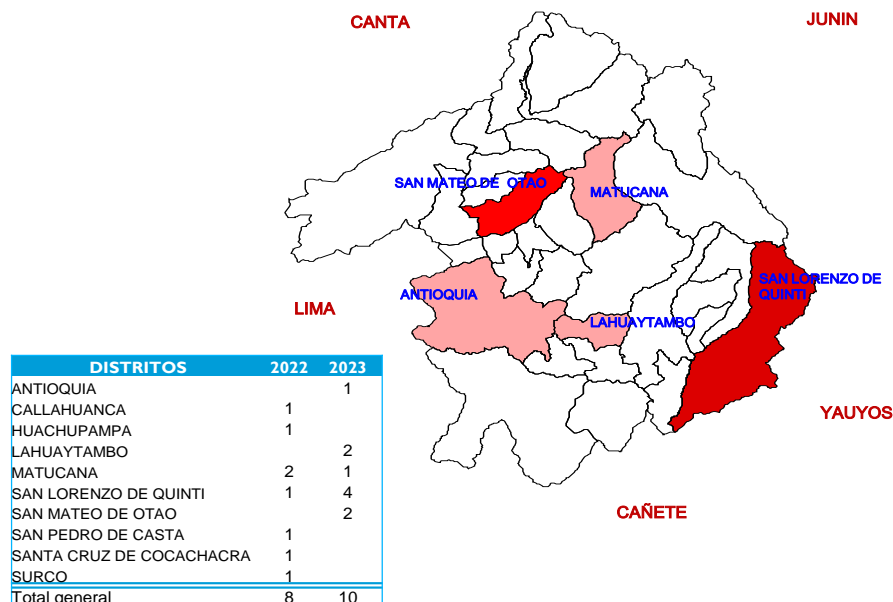 CANTA
JUNIN
SAN MATEO DE OTAO
MATUCANA
SAN LORENZO DE
QUINTI
ANTIOQUIA
LIMA
LAHUAYTAMBO
YAUYOS
CAÑETE
DISTRITOS 2022 2023
ANTIOQUIA 1
CALLAHUANCA 1
HUACHUPAMPA 1
LAHUAYTAMBO 2
MATUCANA 2 1
SAN LORENZO DE QUINTI 1 4
SAN MATEO DE OTAO 2
SAN PEDRO DE CASTA 1
SANTA CRUZ DE COCACHACRA 1
SURCO 1
Total general 8 10